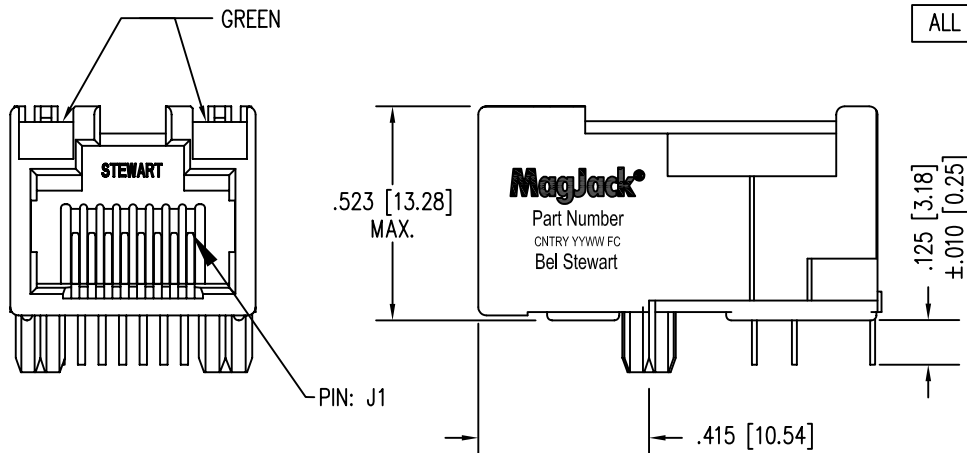 GREEN
ALL
STEWART
.523 [13.28]
MAX.
MagJack
Part Number
CNTRY YYWW FC
Bel Stewart
.125 [3.18]
±.010 [0.25]
PIN: J1
.415 [10.54]